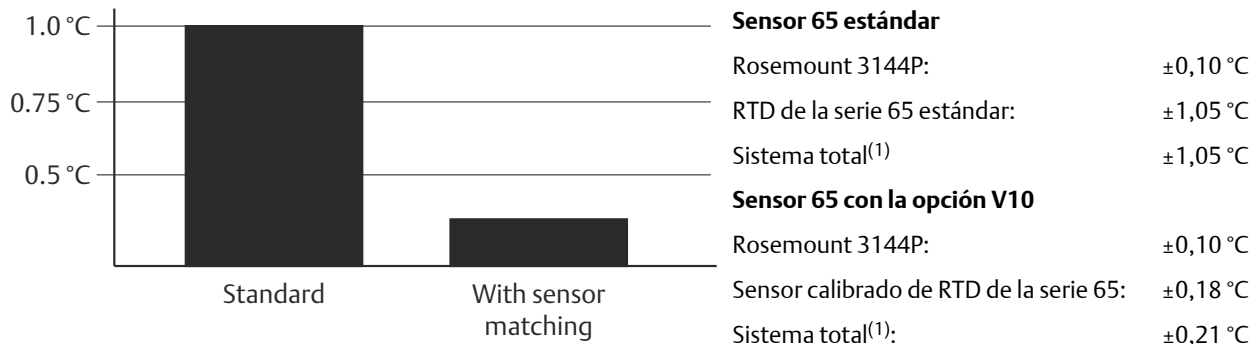 1.0 °C
0.75 °C
0.5 °C
Standard
With sensor
matching
Sensor 65 estándar
Rosemount 3144P: ±0,10 °C
RTD de la serie 65 estándar: ±1,05 °C
Sistema total(1) ±1,05 °C
Sensor 65 con la opción V10
Rosemount 3144P: ±0,10 °C
Sensor calibrado de RTD de la serie 65: ±0,18 °C
Sistema total(1): ±0,21 °C